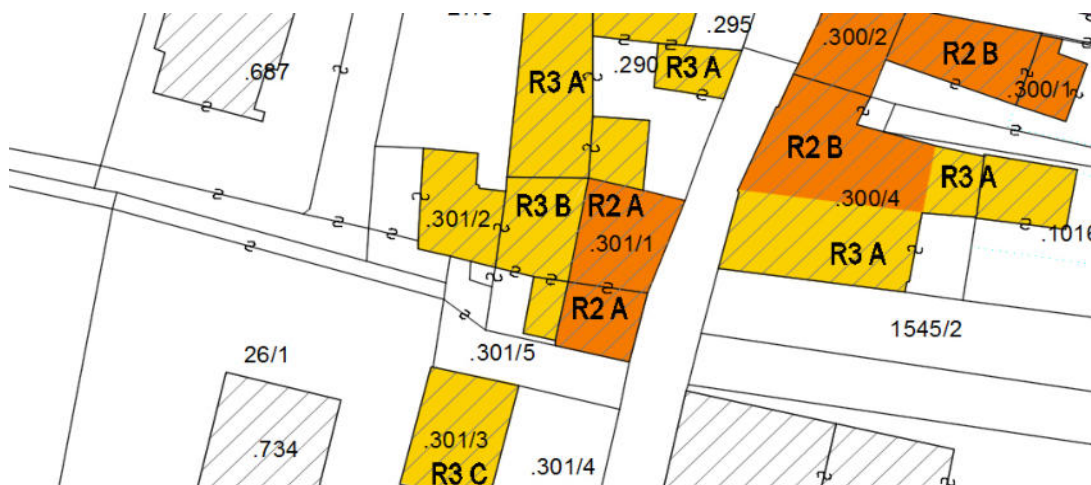 .295
.300/2
.687
.290
R3 A
R2 B
R3 A
.300/1
R2 B
R3 A
.300/4
R3 B
R2 A
.301/2
.301/1
.1016
R3 A
R2 A
1545/2
26/1
.301/5
.301/3
.734
R3 C
.301/4